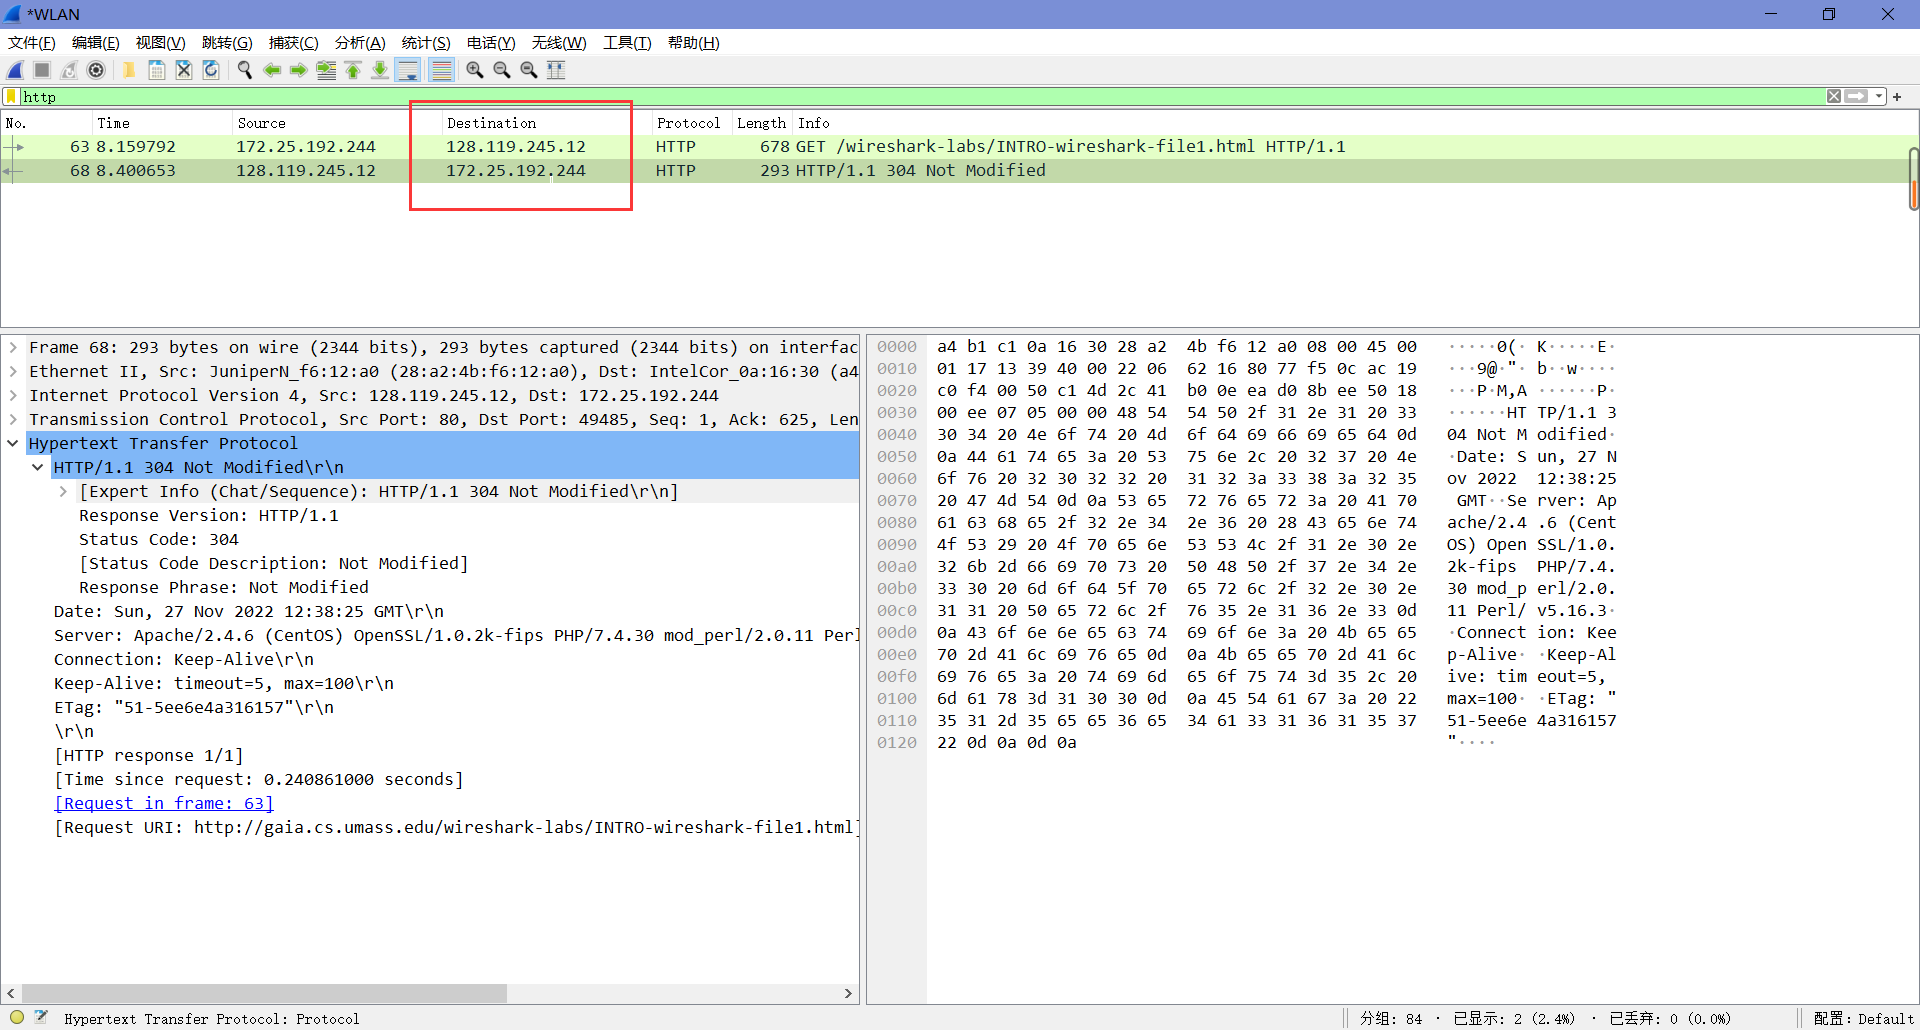 *WLAN
文件(F) 编辑(E) 视图(V) 跳转(G) 捕获(C) 分析(A) 统计(S) 电话(Y) 无线(W) 工具(T) 帮助(H)
http
No. Time Source Destination Protocol Length Info
63 8.159792 172.25.192.244 128.119.245.12 HTTP 678 GET /wireshark-labs/INTRO-wireshark-file1.html HTTP/1.1
68 8.400653 128.119.245.12 172.25.192.244 HTTP 293 HTTP/1.1 304 Not Modified
Frame 68: 293 bytes on wire (2344 bits), 293 bytes captured (2344 bits) on interfac
Ethernet II, Src: JuniperN_f6:12:a0 (28:a2:4b:f6:12:a0), Dst: IntelCor_0a:16:30 (a4
Internet Protocol Version 4, Src: 128.119.245.12, Dst: 172.25.192.244
Transmission Control Protocol, Src Port: 80, Dst Port: 49485, Seq: 1, Ack: 625, Len
Hypertext Transfer Protocol
HTTP/1.1 304 Not Modified\r\n
[Expert Info (Chat/Sequence): HTTP/1.1 304 Not Modified\r\n]
Response Version: HTTP/1.1
Status Code: 304
[Status Code Description: Not Modified]
Response Phrase: Not Modified
Date: Sun, 27 Nov 2022 12:38:25 GMT\r\n
Server: Apache/2.4.6 (CentOS) OpenSSL/1.0.2k-fips PHP/7.4.30 mod_perl/2.0.11 Perl
Connection: Keep-Alive\r\n
Keep-Alive: timeout=5, max=100\r\n
ETag: "51-5ee6e4a316157"\r\n
\r\n
[HTTP response 1/1]
[Time since request: 0.240861000 seconds]
[Request in frame: 63]
[Request URI: http://gaia.cs.umass.edu/wireshark-labs/INTRO-wireshark-file1.html]
0000 a4 b1 c1 0a 16 30 28 a2 4b f6 12 a0 08 00 45 00 ·····0(· K·····E·
0010 01 17 13 39 40 00 22 06 62 16 80 77 f5 0c ac 19 ···9@·"· b··w····
0020 c0 f4 00 50 c1 4d 2c 41 b0 0e ea d0 8b ee 50 18 ···P·M,A ······P·
0030 00 ee 07 05 00 00 48 54 54 50 2f 31 2e 31 20 33 ······HT TP/1.1 3
0040 30 34 20 4e 6f 74 20 4d 6f 64 69 66 69 65 64 0d 04 Not M odified·
0050 0a 44 61 74 65 3a 20 53 75 6e 2c 20 32 37 20 4e ·Date: S un, 27 N
0060 6f 76 20 32 30 32 32 20 31 32 3a 33 38 3a 32 35 ov 2022 12:38:25
0070 20 47 4d 54 0d 0a 53 65 72 76 65 72 3a 20 41 70 GMT··Se rver: Ap
0080 61 63 68 65 2f 32 2e 34 2e 36 20 28 43 65 6e 74 ache/2.4 .6 (Cent
0090 4f 53 29 20 4f 70 65 6e 53 53 4c 2f 31 2e 30 2e OS) Open SSL/1.0.
00a0 32 6b 2d 66 69 70 73 20 50 48 50 2f 37 2e 34 2e 2k-fips PHP/7.4.
00b0 33 30 20 6d 6f 64 5f 70 65 72 6c 2f 32 2e 30 2e 30 mod_p erl/2.0.
00c0 31 31 20 50 65 72 6c 2f 76 35 2e 31 36 2e 33 0d 11 Perl/ v5.16.3·
00d0 0a 43 6f 6e 6e 65 63 74 69 6f 6e 3a 20 4b 65 65 ·Connect ion: Kee
00e0 70 2d 41 6c 69 76 65 0d 0a 4b 65 65 70 2d 41 6c p-Alive· ·Keep-Al
00f0 69 76 65 3a 20 74 69 6d 65 6f 75 74 3d 35 2c 20 ive: tim eout=5,
0100 6d 61 78 3d 31 30 30 0d 0a 45 54 61 67 3a 20 22 max=100· ·ETag: "
0110 35 31 2d 35 65 65 36 65 34 61 33 31 36 31 35 37 51-5ee6e 4a316157
0120 22 0d 0a 0d 0a "····
Hypertext Transfer Protocol: Protocol 分组: 84 · 已显示: 2 (2.4%) · 已丢弃: 0 (0.0%) 配置: Default